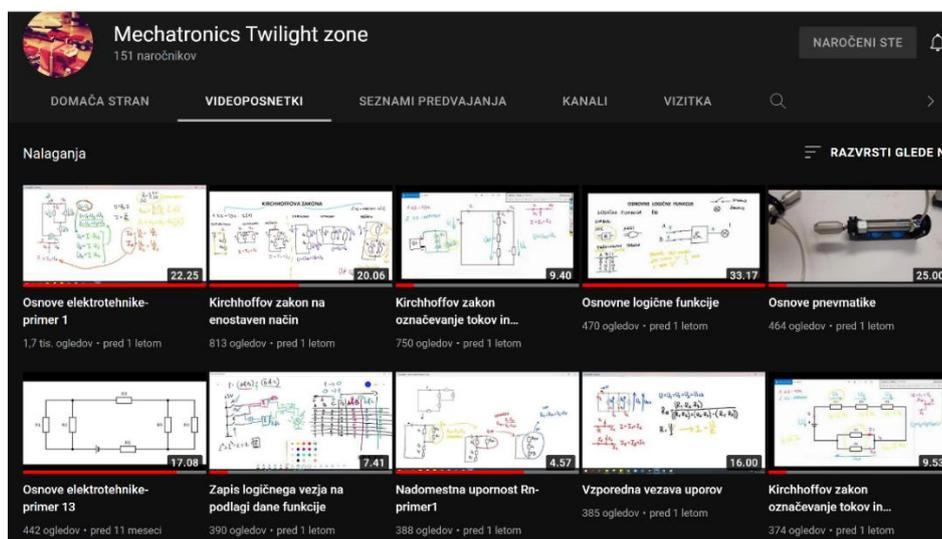 Mechatronics Twilight zone
151 naročnikov
NAROČENI STE
DOMAČA STRAN VIDEOPOSNETKI SEZNAMI PREDVAJANJA KANALI VIZITKA
Nalaganja
RAZVRSTI GLEDE N
KIRCHHOFFOVA ZAKONA
OSNOVNE LOGIČNE FUNKCIJE
22.25 20.06 9.40 33.17 25.00
Osnove elektrotehnike-
primer 1
1,7 tis. ogledov • pred 1 letom
Kirchhoffov zakon na
enostaven način
813 ogledov • pred 1 letom
Kirchhoffov zakon
označevanje tokov in...
750 ogledov • pred 1 letom
Osnovne logične funkcije
470 ogledov • pred 1 letom
Osnove pnevmatike
464 ogledov • pred 1 letom
17.08 7.41 4.57 16.00 9.53
Osnove elektrotehnike-
primer 13
442 ogledov • pred 11 meseci
Zapis logičnega vezja na
podlagi dane funkcije
390 ogledov • pred 1 letom
Nadomestna upornost Rn-
primer1
388 ogledov • pred 1 letom
Vzporedna vezava uporov
385 ogledov • pred 1 letom
Kirchhoffov zakon
označevanje tokov in...
374 ogledov • pred 1 letom